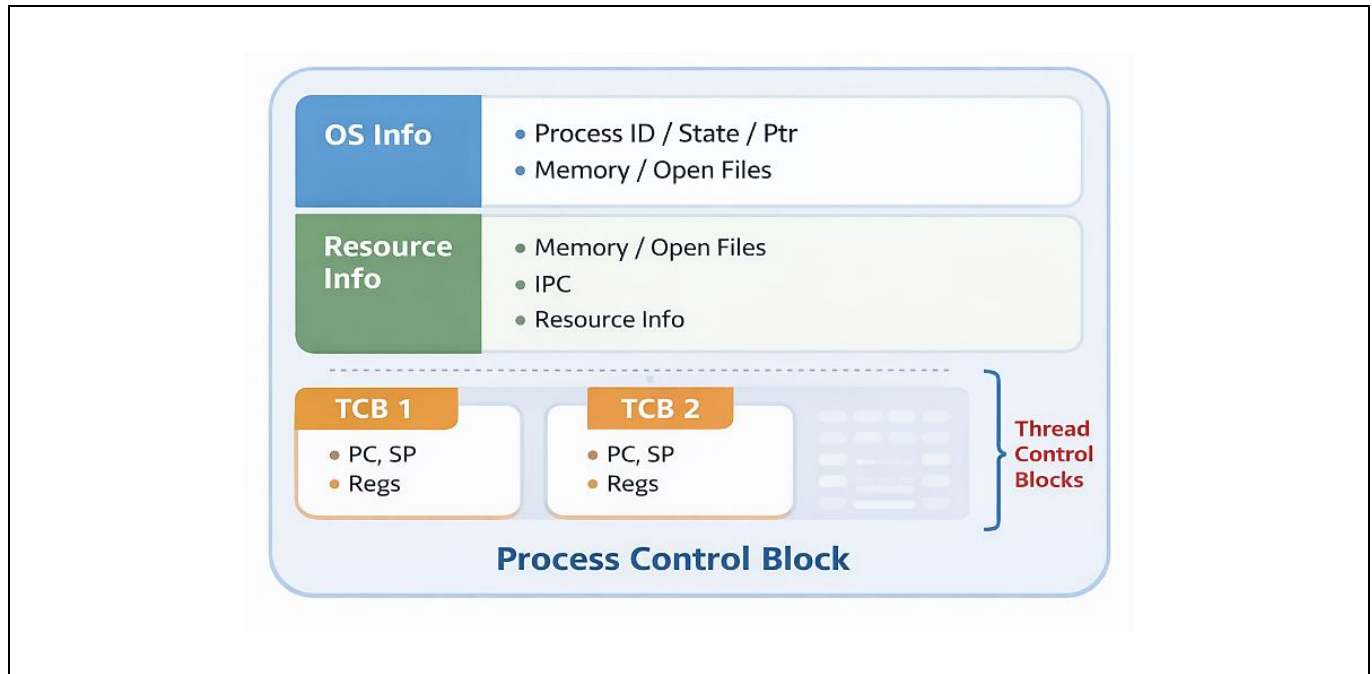 OS Info
• Process ID / State / Ptr
• Memory / Open Files
Resource
Info
• Memory / Open Files
• IPC
• Resource Info
TCB 1
• PC, SP
• Regs
TCB 2
• PC, SP
• Regs
Thread
Control
Blocks
Process Control Block